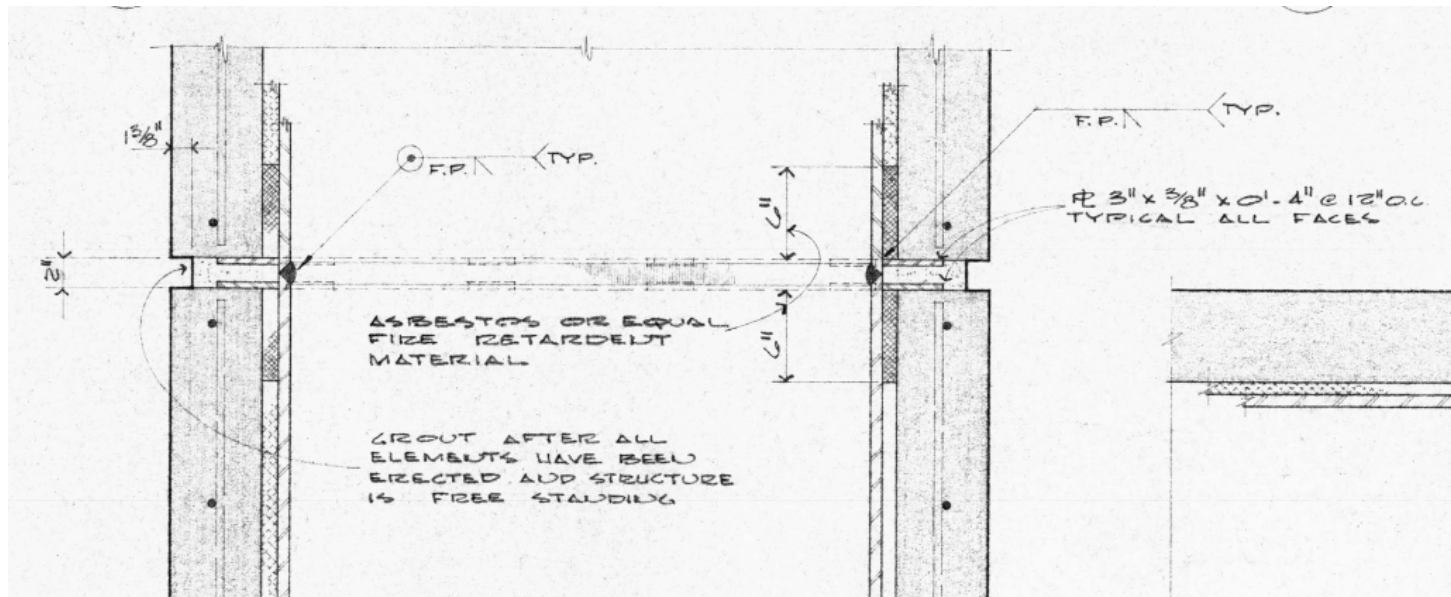 1 3/8"
F.P.
TYP.
F.P.
TYP.
6"
℄ 3" x 3/8" x 0'-4" @ 12" O.C.
TYPICAL ALL FACES
2"
ASBESTOS OR EQUAL
FIRE RETARDENT
MATERIAL
6"
GROUT AFTER ALL
ELEMENTS HAVE BEEN
ERECTED AND STRUCTURE
IS FREE STANDING